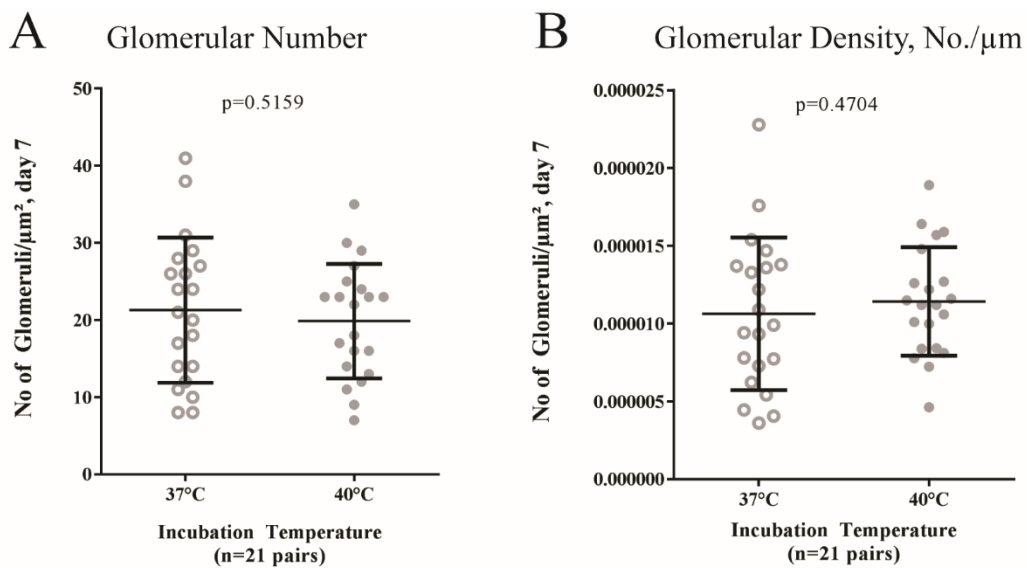 A Glomerular Number
p=0.5159
No of Glomeruli/µm², day 7
50
40
30
20
10
0
37°C 40°C
Incubation Temperature
(n=21 pairs)
B Glomerular Density, No./µm
p=0.4704
No of Glomeruli/µm², day 7
0.000025
0.000020
0.000015
0.000010
0.000005
0.000000
37°C 40°C
Incubation Temperature
(n=21 pairs)